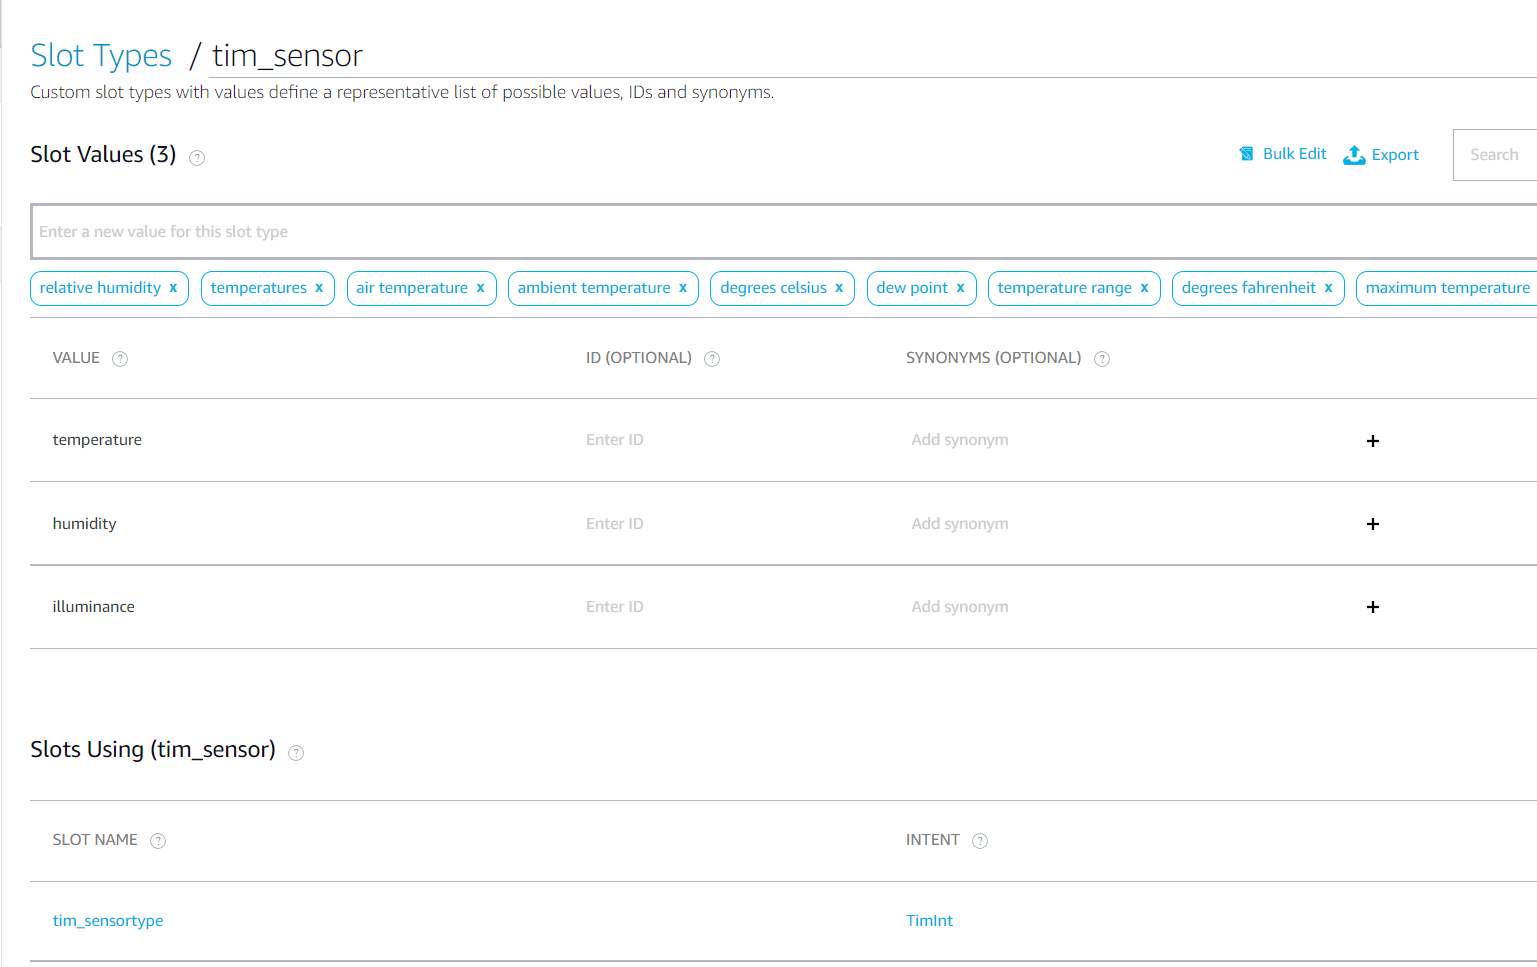 Slot Types / tim_sensor
Custom slot types with values define a representative list of possible values, IDs and synonyms.
Slot Values (3) ?
Bulk Edit Export Search
Enter a new value for this slot type
relative humidity x temperatures x air temperature x ambient temperature x degrees celsius x dew point x temperature range x degrees fahrenheit x maximum temperature
VALUE ? ID (OPTIONAL) ? SYNONYMS (OPTIONAL) ?
temperature Enter ID Add synonym +
humidity Enter ID Add synonym +
illuminance Enter ID Add synonym +
Slots Using (tim_sensor) ?
SLOT NAME ? INTENT ?
tim_sensortype TimInt